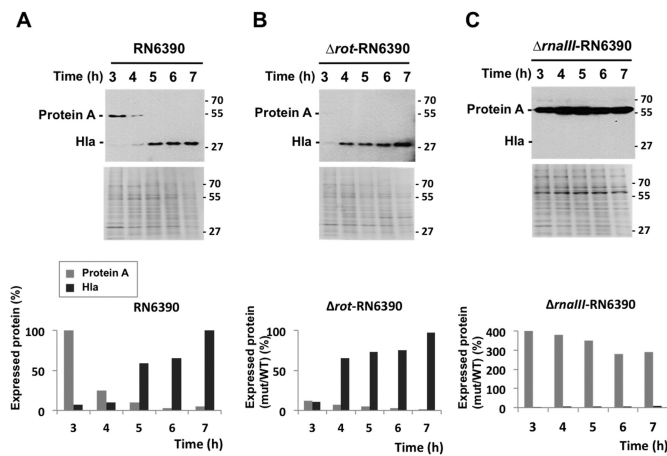 A
RN6390
Time (h) 3 4 5 6 7
Protein A -
Hla -
- 70
- 55
- 27
70
- 55
- 27
B
Δrot-RN6390
Time (h) 3 4 5 6 7
Protein A -
Hla -
- 70
- 55
- 27
- 70
- 55
- 27
C
ΔrnaIII-RN6390
Time (h) 3 4 5 6 7
Protein A -
Hla -
- 70
- 55
- 27
- 70
- 55
- 27
Protein A
Hla
RN6390
Expressed protein (%)
100
50
0
3 4 5 6 7
Time (h)
Δrot-RN6390
Expressed protein
(mut/WT) (%)
100
50
0
3 4 5 6 7
Time (h)
ΔrnaIII-RN6390
Expressed protein
(mut/WT) (%)
400
300
200
100
0
3 4 5 6 7
Time (h)